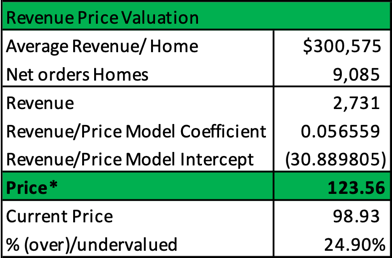 Revenue Price Valuation
Average Revenue/ Home $300,575
Net orders Homes 9,085
Revenue 2,731
Revenue/Price Model Coefficient 0.056559
Revenue/Price Model Intercept (30.889805)
Price* 123.56
Current Price 98.93
% (over)/undervalued 24.90%